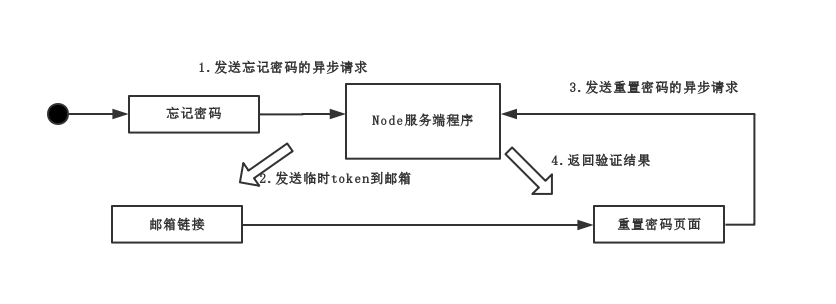 1.发送忘记密码的异步请求
3.发送重置密码的异步请求
忘记密码
Node服务端程序
4.返回验证结果
2.发送临时token到邮箱
邮箱链接
重置密码页面